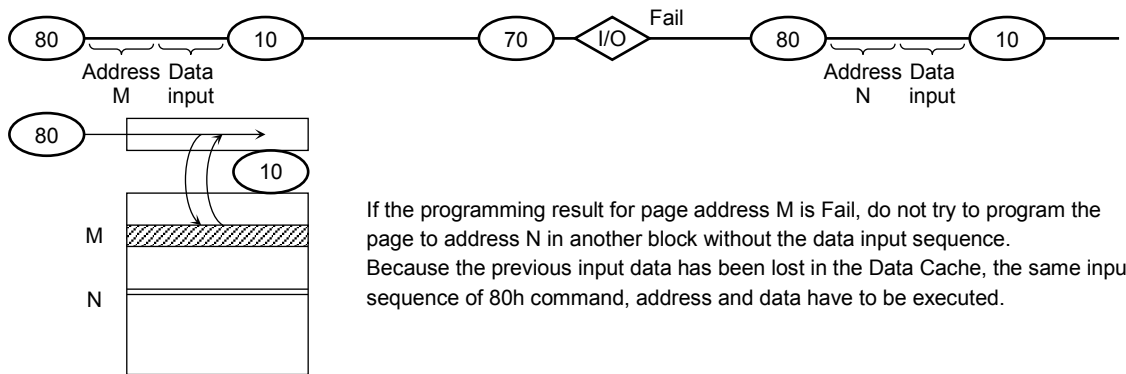 Fail
80 10 70 I/O 80 10
Address Data Address Data
M input N input
80
10
If the programming result for page address M is Fail, do not try to program the
M page to address N in another block without the data input sequence.
Because the previous input data has been lost in the Data Cache, the same inpu
N sequence of 80h command, address and data have to be executed.